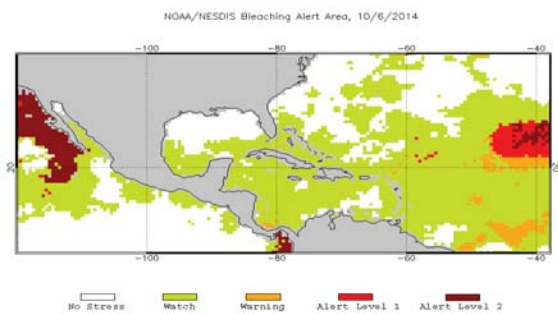 NOAA/NESDIS Bleaching Alert Area, 10/6/2014
-100 -80 -60 -40
20 20
-100 -80 -60 -40
No Stress Watch Warning Alert Level 1 Alert Level 2